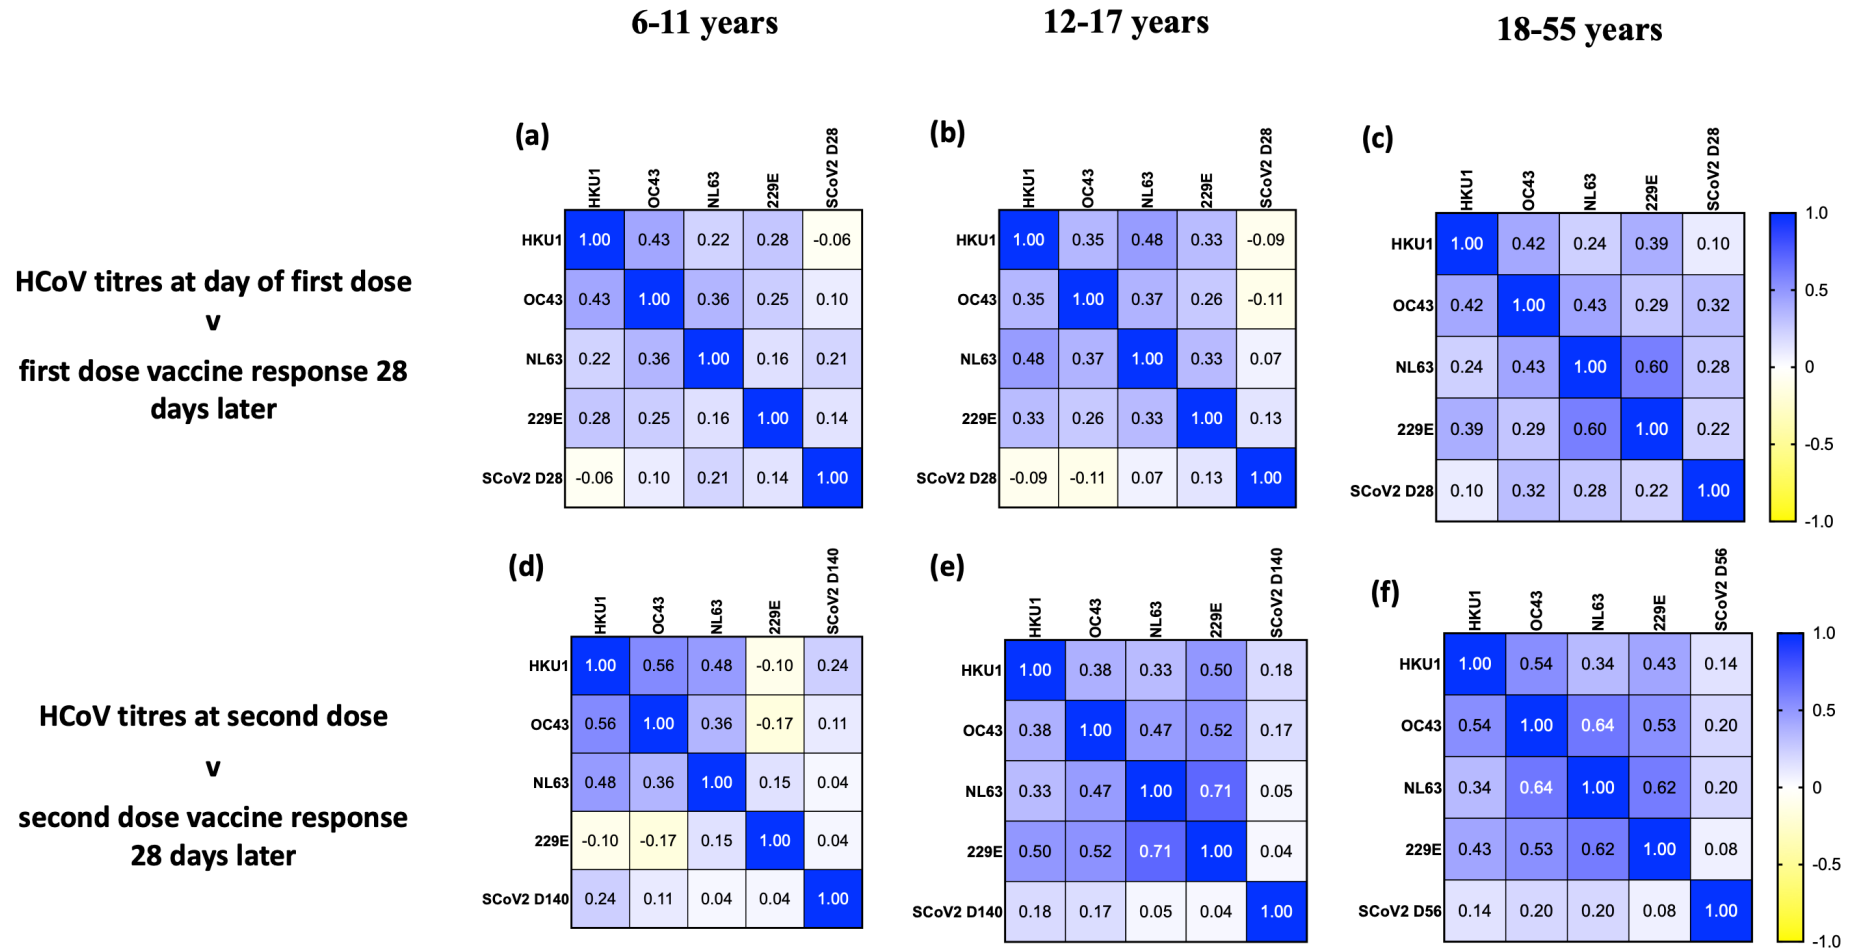 6-11 years
12-17 years
18-55 years
HCoV titres at day of first dose
v
first dose vaccine response 28
days later
(a)
HKU1 OC43 NL63 229E SCoV2 D28
HKU1 1.00 0.43 0.22 0.28 -0.06
OC43 0.43 1.00 0.36 0.25 0.10
NL63 0.22 0.36 1.00 0.16 0.21
229E 0.28 0.25 0.16 1.00 0.14
SCoV2 D28 -0.06 0.10 0.21 0.14 1.00
(b)
HKU1 OC43 NL63 229E SCoV2 D28
HKU1 1.00 0.35 0.48 0.33 -0.09
OC43 0.35 1.00 0.37 0.26 -0.11
NL63 0.48 0.37 1.00 0.33 0.07
229E 0.33 0.26 0.33 1.00 0.13
SCoV2 D28 -0.09 -0.11 0.07 0.13 1.00
(c)
HKU1 OC43 NL63 229E SCoV2 D28
HKU1 1.00 0.42 0.24 0.39 0.10
OC43 0.42 1.00 0.43 0.29 0.32
NL63 0.24 0.43 1.00 0.60 0.28
229E 0.39 0.29 0.60 1.00 0.22
SCoV2 D28 0.10 0.32 0.28 0.22 1.00
1.0
0.5
0
-0.5
-1.0
HCoV titres at second dose
v
second dose vaccine response
28 days later
(d)
HKU1 OC43 NL63 229E SCoV2 D140
HKU1 1.00 0.56 0.48 -0.10 0.24
OC43 0.56 1.00 0.36 -0.17 0.11
NL63 0.48 0.36 1.00 0.15 0.04
229E -0.10 -0.17 0.15 1.00 0.04
SCoV2 D140 0.24 0.11 0.04 0.04 1.00
(e)
HKU1 OC43 NL63 229E SCoV2 D140
HKU1 1.00 0.38 0.33 0.50 0.18
OC43 0.38 1.00 0.47 0.52 0.17
NL63 0.33 0.47 1.00 0.71 0.05
229E 0.50 0.52 0.71 1.00 0.04
SCoV2 D140 0.18 0.17 0.05 0.04 1.00
(f)
HKU1 OC43 NL63 229E SCoV2 D56
HKU1 1.00 0.54 0.34 0.43 0.14
OC43 0.54 1.00 0.64 0.53 0.20
NL63 0.34 0.64 1.00 0.62 0.20
229E 0.43 0.53 0.62 1.00 0.08
SCoV2 D56 0.14 0.20 0.20 0.08 1.00
1.0
0.5
0
-0.5
-1.0